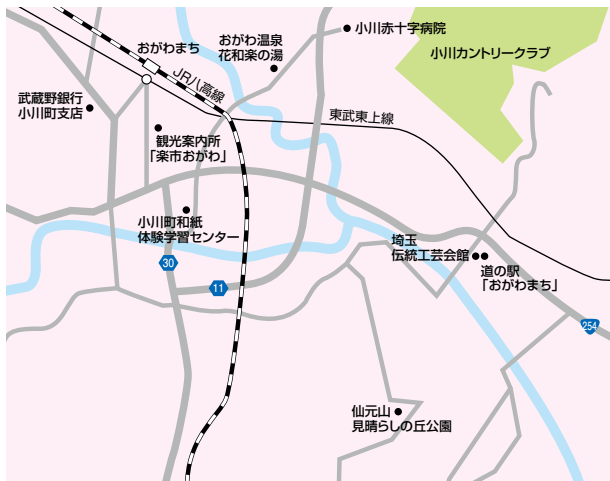 小川赤十字病院
おがわまち
おがわ温泉
花和楽の湯
小川カントリークラブ
JR八高線
武蔵野銀行
小川町支店
東武東上線
観光案内所
「楽市おがわ」
小川町和紙
体験学習センター
埼玉
伝統工芸会館
30
道の駅
「おがわまち」
11
254
仙元山
見晴らしの丘公園